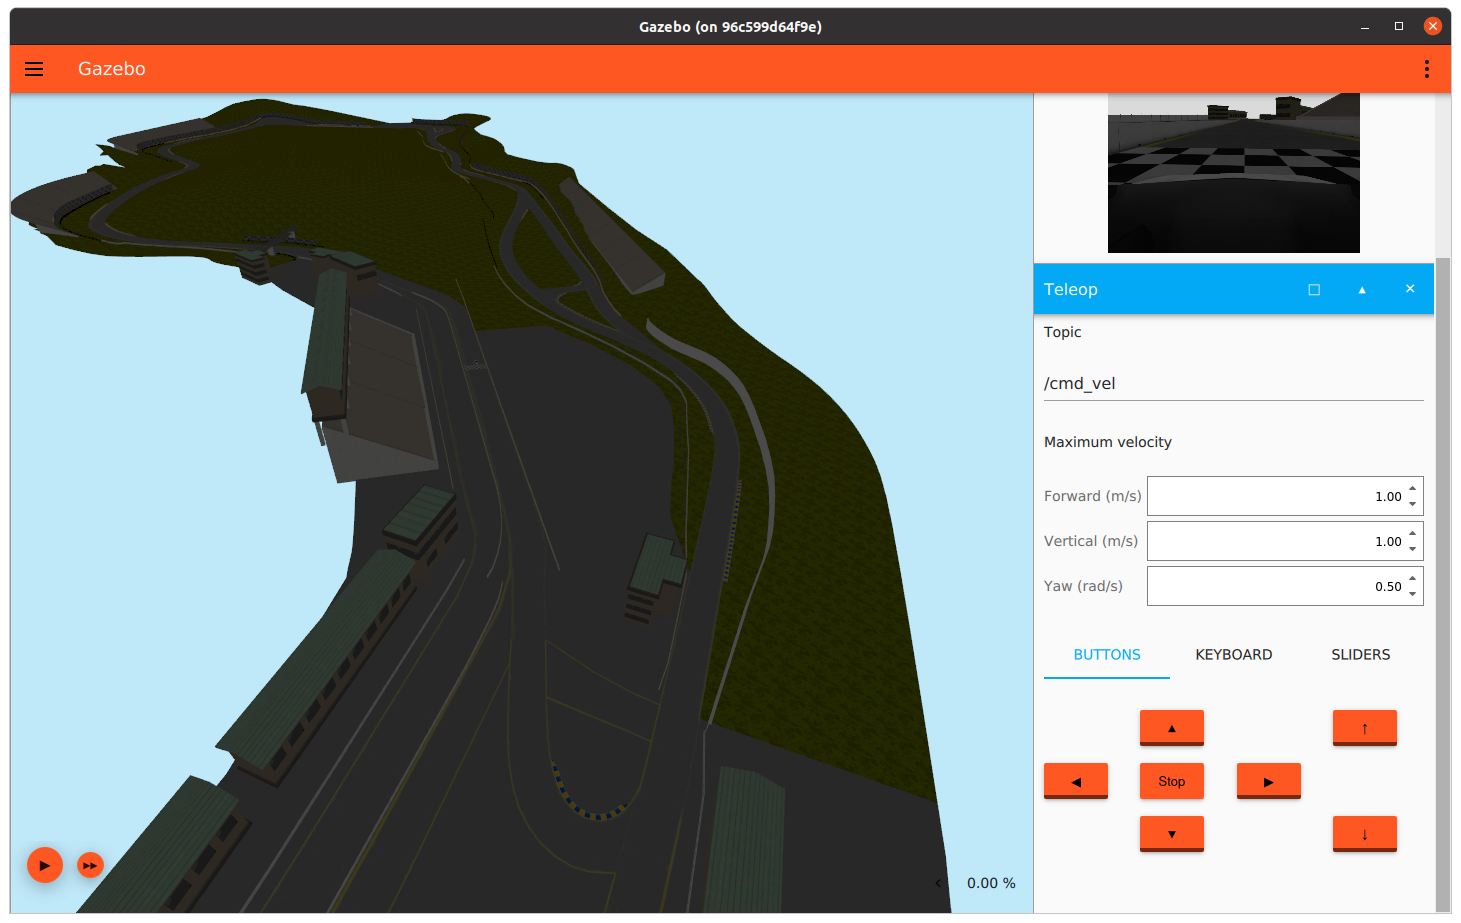 Gazebo (on 96c599d64f9e)
Gazebo
Teleop
Topic
/cmd_vel
Maximum velocity
Forward (m/s) 1.00
Vertical (m/s) 1.00
Yaw (rad/s) 0.50
BUTTONS KEYBOARD SLIDERS
Stop
0.00 %